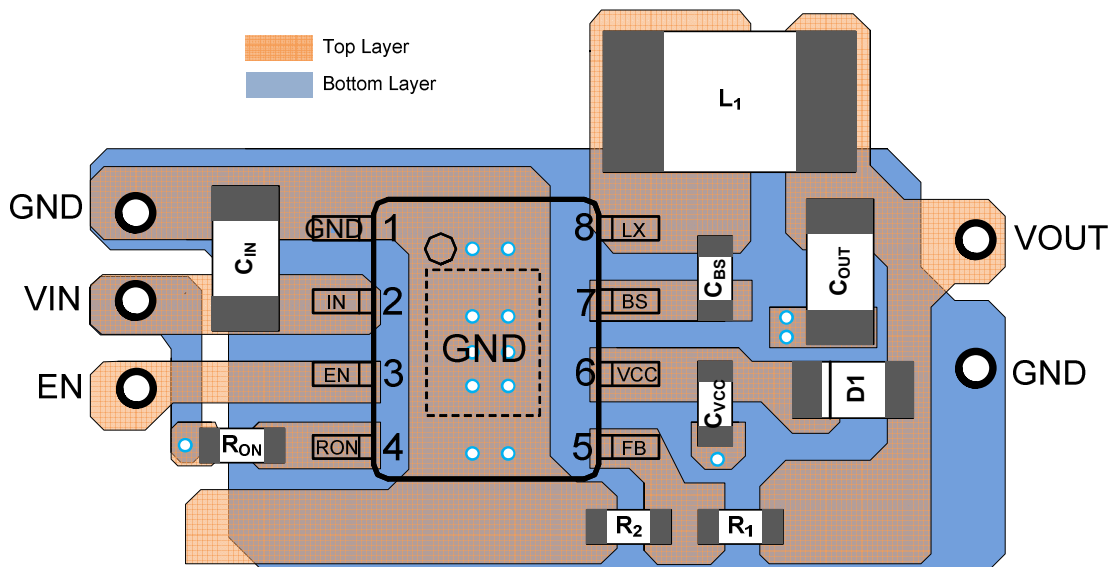 Top Layer
Bottom Layer
L1
GND
VIN
EN
CIN
RON
GND 1
IN 2
EN 3
RON 4
GND
8 LX
7 BS
6 VCC
5 FB
CBS
CVCC
COUT
D1
R2
R1
VOUT
GND